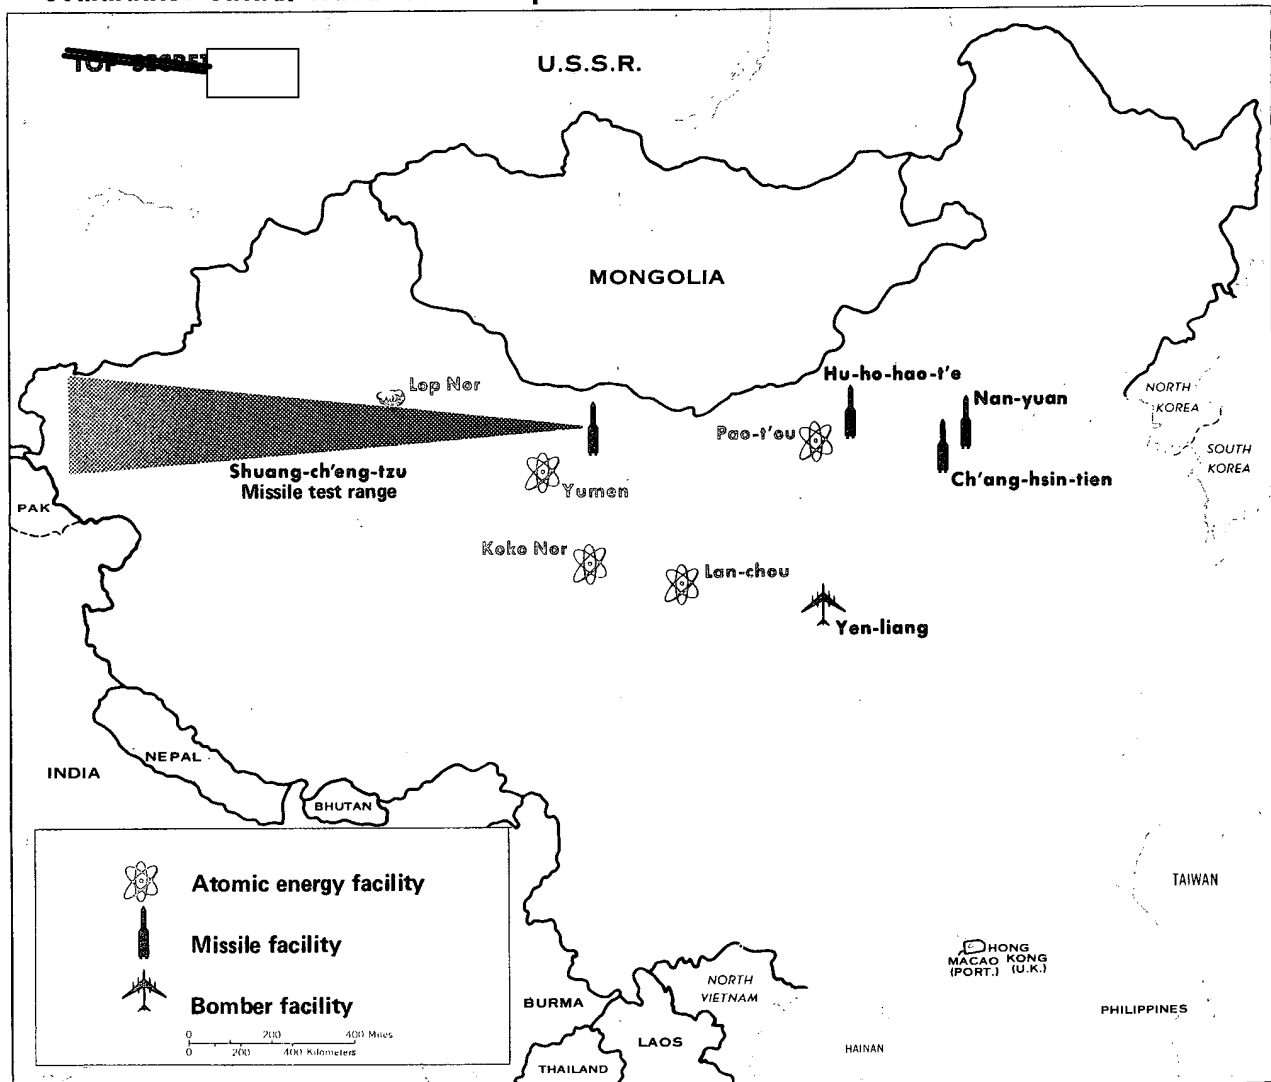 TOP SECRET
U.S.S.R.
MONGOLIA
Lop Nor
Hu-ho-hao-t'e
Nan-yuan
NORTH
KOREA
Pao-t'ou
SOUTH
KOREA
Shuang-ch'eng-tzu
Missile test range
Ch'ang-hsin-tien
Yumen
PAK
Koko Nor
Lan-chou
Yen-liang
NEPAL
INDIA
BHUTAN
Atomic energy facility
Missile facility
Bomber facility
0 200 400 Miles
0 200 400 Kilometers
TAIWAN
HONG
MACAO KONG
(PORT.) (U.K.)
NORTH
VIETNAM
BURMA
PHILIPPINES
LAOS
HAINAN
THAILAND